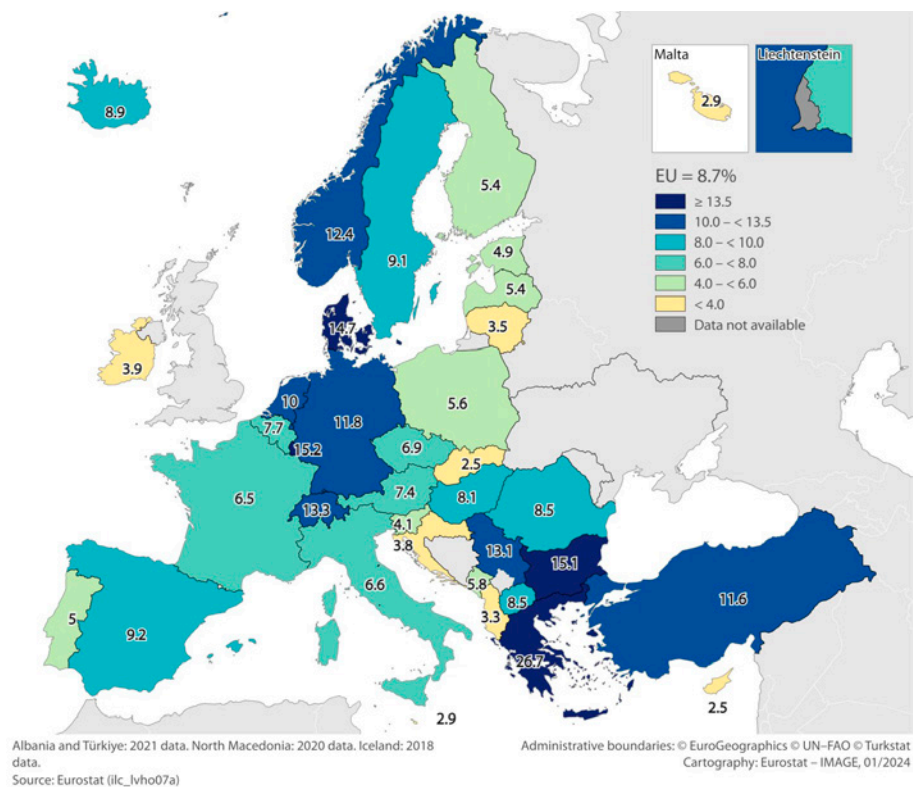 Malta
2.9
Liechtenstein
EU = 8.7%
≥ 13.5
10.0 – < 13.5
8.0 – < 10.0
6.0 – < 8.0
4.0 – < 6.0
< 4.0
Data not available
8.9
5.4
12.4
9.1
4.9
5.4
3.5
14.7
3.9
10
11.8
5.6
7.7
15.2
6.9
2.5
6.5
7.4
8.1
8.5
13.3
4.1
3.8
13.1
15.1
6.6
5.8
8.5
11.6
3.3
5
9.2
26.7
2.9
2.5
Albania and Türkiye: 2021 data. North Macedonia: 2020 data. Iceland: 2018
data.
Source: Eurostat (ilc_lvho07a)
Administrative boundaries: © EuroGeographics © UN–FAO © Turkstat
Cartography: Eurostat – IMAGE, 01/2024